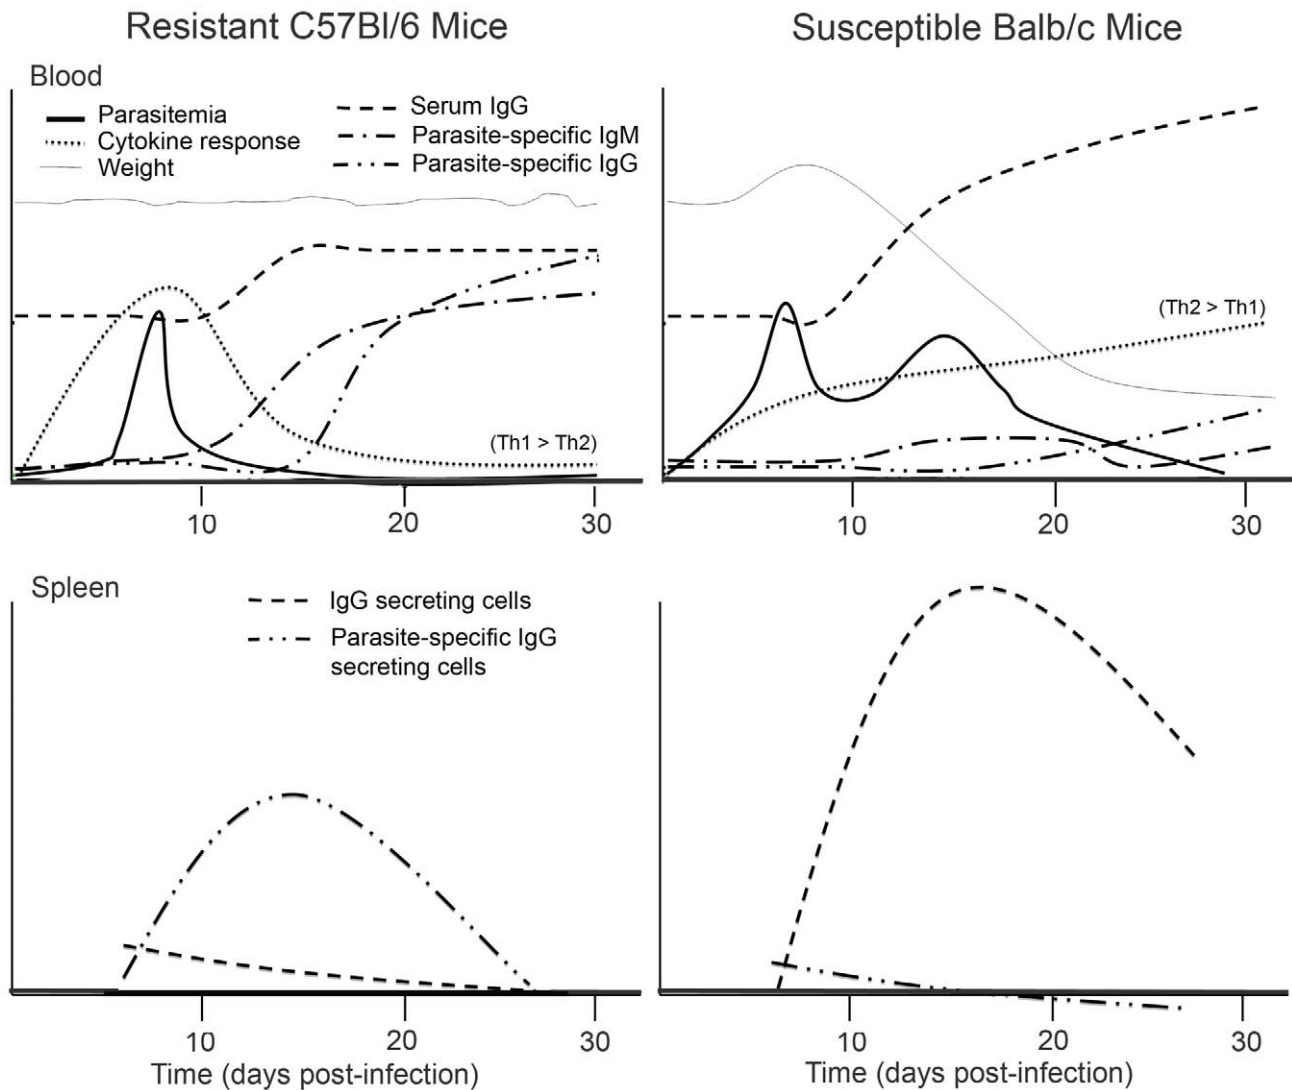 Resistant C57Bl/6 Mice
Susceptible Balb/c Mice
Blood
Parasitemia
Cytokine response
Weight
Serum IgG
Parasite-specific IgM
Parasite-specific IgG
(Th1 > Th2)
10
20
30
(Th2 > Th1)
10
20
30
Spleen
IgG secreting cells
Parasite-specific IgG
secreting cells
10
20
30
Time (days post-infection)
10
20
30
Time (days post-infection)